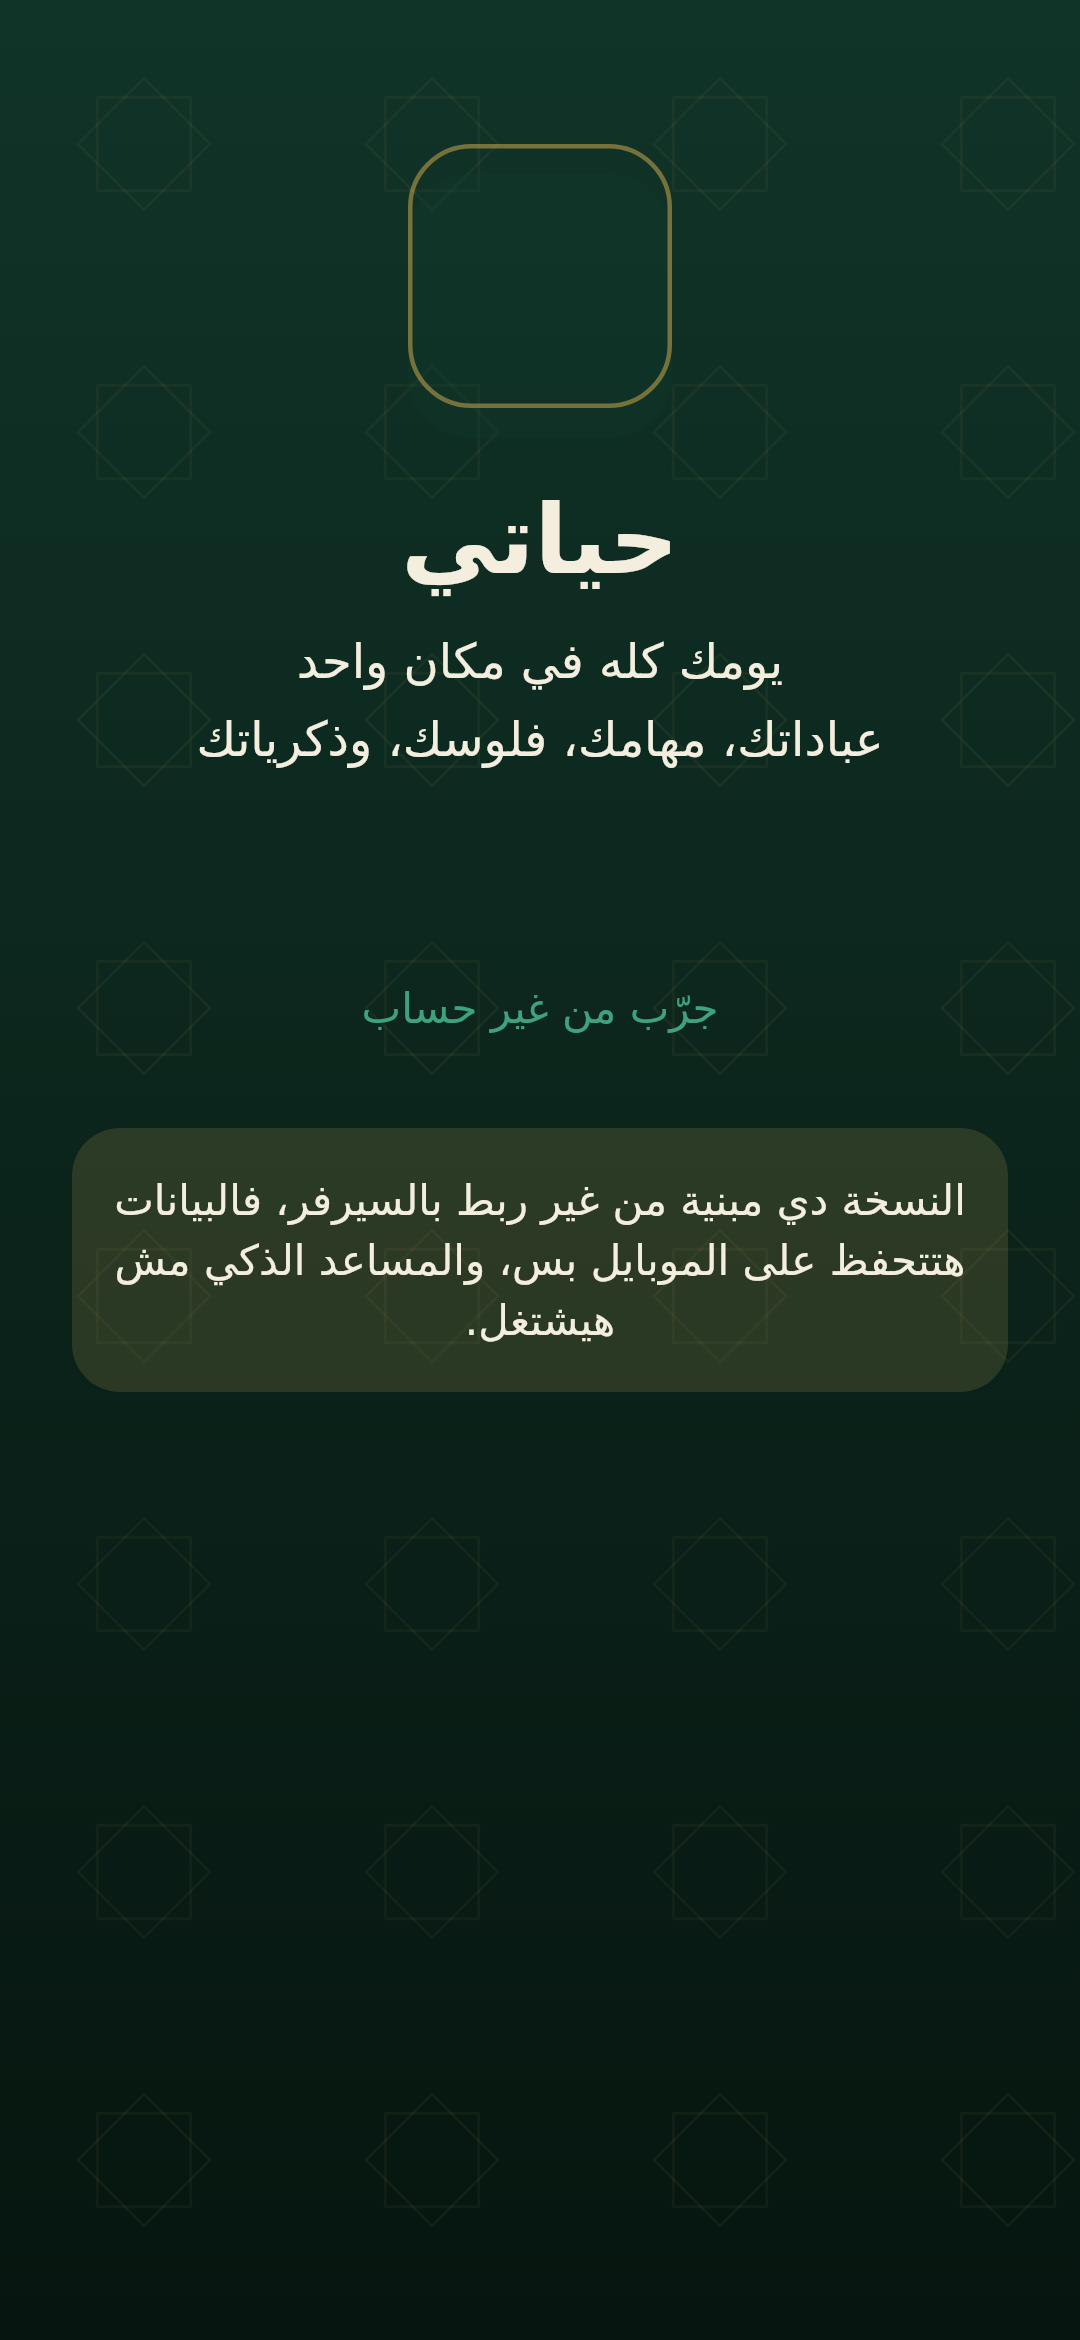 حياتي
يومك كله في مكان واحد
عباداتك، مهامك، فلوسك، وذكرياتك
جرّب من غير حساب
النسخة دي مبنية من غير ربط بالسيرفر، فالبيانات
هتتحفظ على الموبايل بس، والمساعد الذكي مش
هيشتغل.